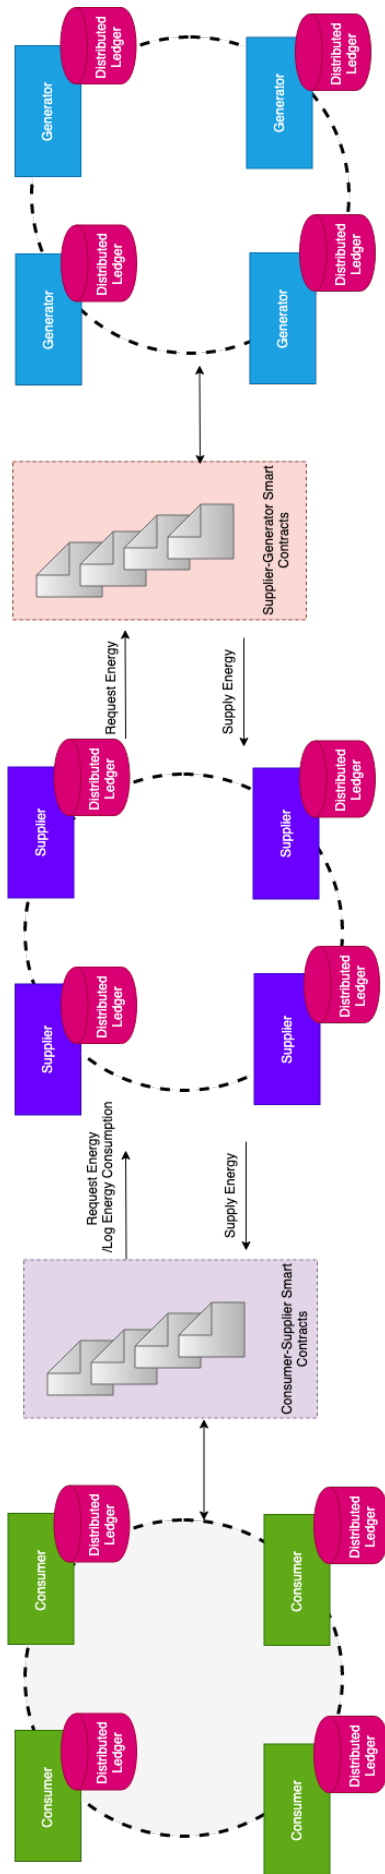 Consumer
Distributed
Ledger
Consumer
Distributed
Ledger
Consumer
Distributed
Ledger
Consumer
Distributed
Ledger
Consumer-Supplier Smart
Contracts
Request Energy
/Log Energy Consumption
Supply Energy
Supplier
Distributed
Ledger
Supplier
Distributed
Ledger
Supplier
Distributed
Ledger
Supplier
Distributed
Ledger
Request Energy
Supply Energy
Supplier-Generator Smart
Contracts
Generator
Distributed
Ledger
Generator
Distributed
Ledger
Generator
Distributed
Ledger
Generator
Distributed
Ledger